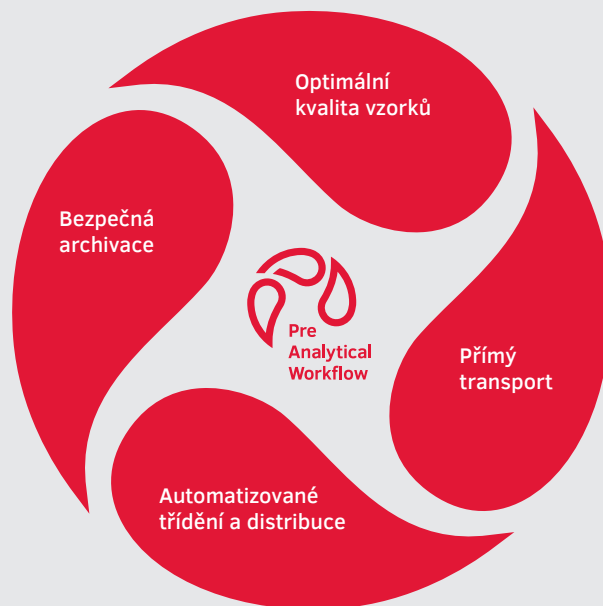 Optimální
kvalita vzorků
Bezpečná
archivace
Pre
Analytical
Workflow
Přímý
transport
Automatizované
třídění a distribuce